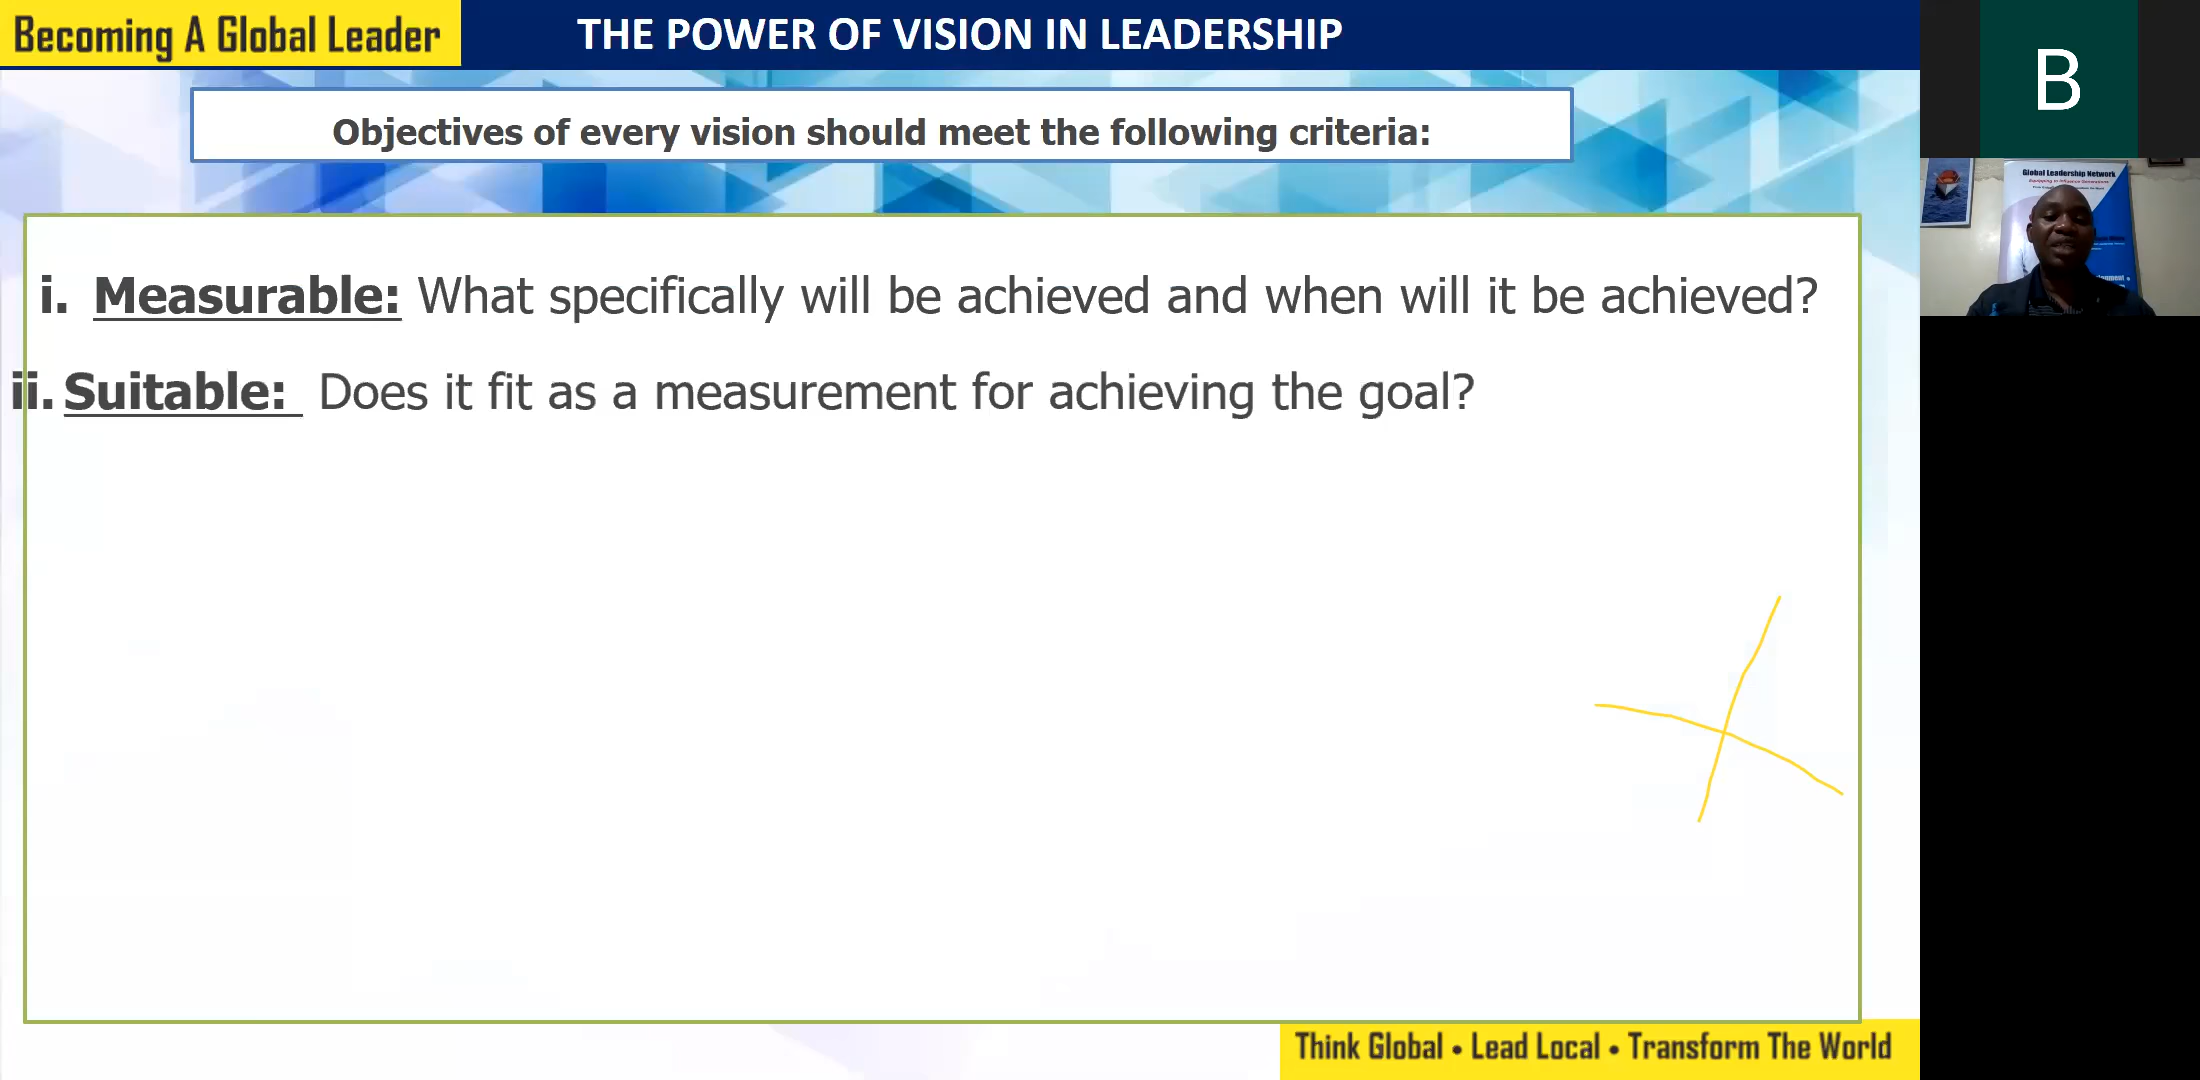 Becoming A Global Leader
THE POWER OF VISION IN LEADERSHIP
B
Objectives of every vision should meet the following criteria:
Global Leadership Network
i. Measurable: What specifically will be achieved and when will it be achieved?
ii. Suitable: Does it fit as a measurement for achieving the goal?
Think Global • Lead Local • Transform The World